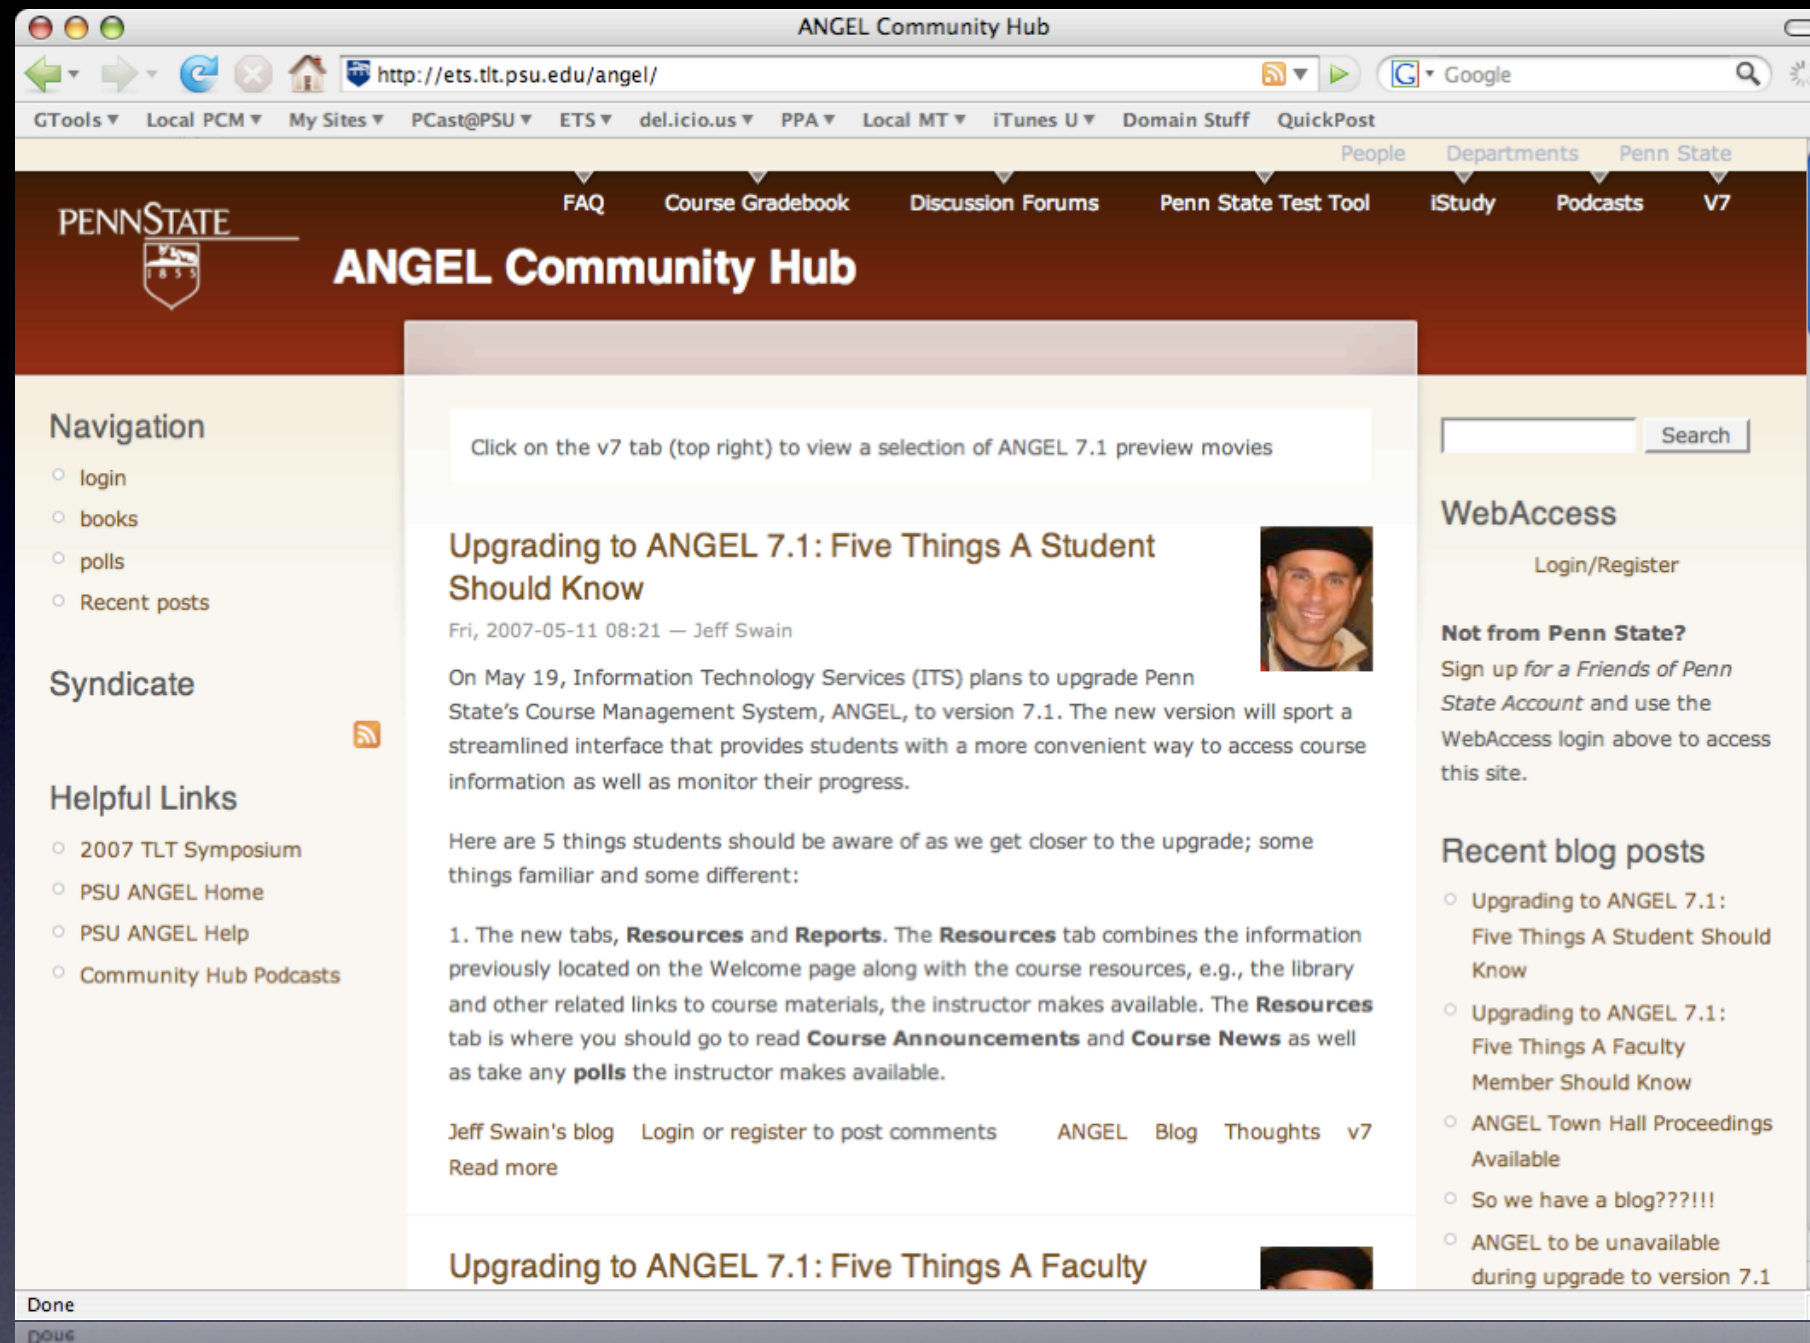 ANGEL Community Hub
http://ets.tlt.psu.edu/angel/
Google
GTools Local PCM My Sites PCast@PSU ETS del.icio.us PPA Local MT iTunes U Domain Stuff QuickPost
People Departments Penn State
FAQ Course Gradebook Discussion Forums Penn State Test Tool iStudy Podcasts V7
PENNSTATE
1855
ANGEL Community Hub
Navigation
login
books
polls
Recent posts
Syndicate
Helpful Links
2007 TLT Symposium
PSU ANGEL Home
PSU ANGEL Help
Community Hub Podcasts
Click on the v7 tab (top right) to view a selection of ANGEL 7.1 preview movies
Upgrading to ANGEL 7.1: Five Things A Student
Should Know
Fri, 2007-05-11 08:21 — Jeff Swain
On May 19, Information Technology Services (ITS) plans to upgrade Penn
State's Course Management System, ANGEL, to version 7.1. The new version will sport a
streamlined interface that provides students with a more convenient way to access course
information as well as monitor their progress.
Here are 5 things students should be aware of as we get closer to the upgrade; some
things familiar and some different:
1. The new tabs, Resources and Reports. The Resources tab combines the information
previously located on the Welcome page along with the course resources, e.g., the library
and other related links to course materials, the instructor makes available. The Resources
tab is where you should go to read Course Announcements and Course News as well
as take any polls the instructor makes available.
Jeff Swain's blog Login or register to post comments ANGEL Blog Thoughts v7
Read more
Upgrading to ANGEL 7.1: Five Things A Faculty
Search
WebAccess
Login/Register
Not from Penn State?
Sign up for a Friends of Penn
State Account and use the
WebAccess login above to access
this site.
Recent blog posts
Upgrading to ANGEL 7.1:
Five Things A Student Should
Know
Upgrading to ANGEL 7.1:
Five Things A Faculty
Member Should Know
ANGEL Town Hall Proceedings
Available
So we have a blog???!!!
ANGEL to be unavailable
during upgrade to version 7.1
Done